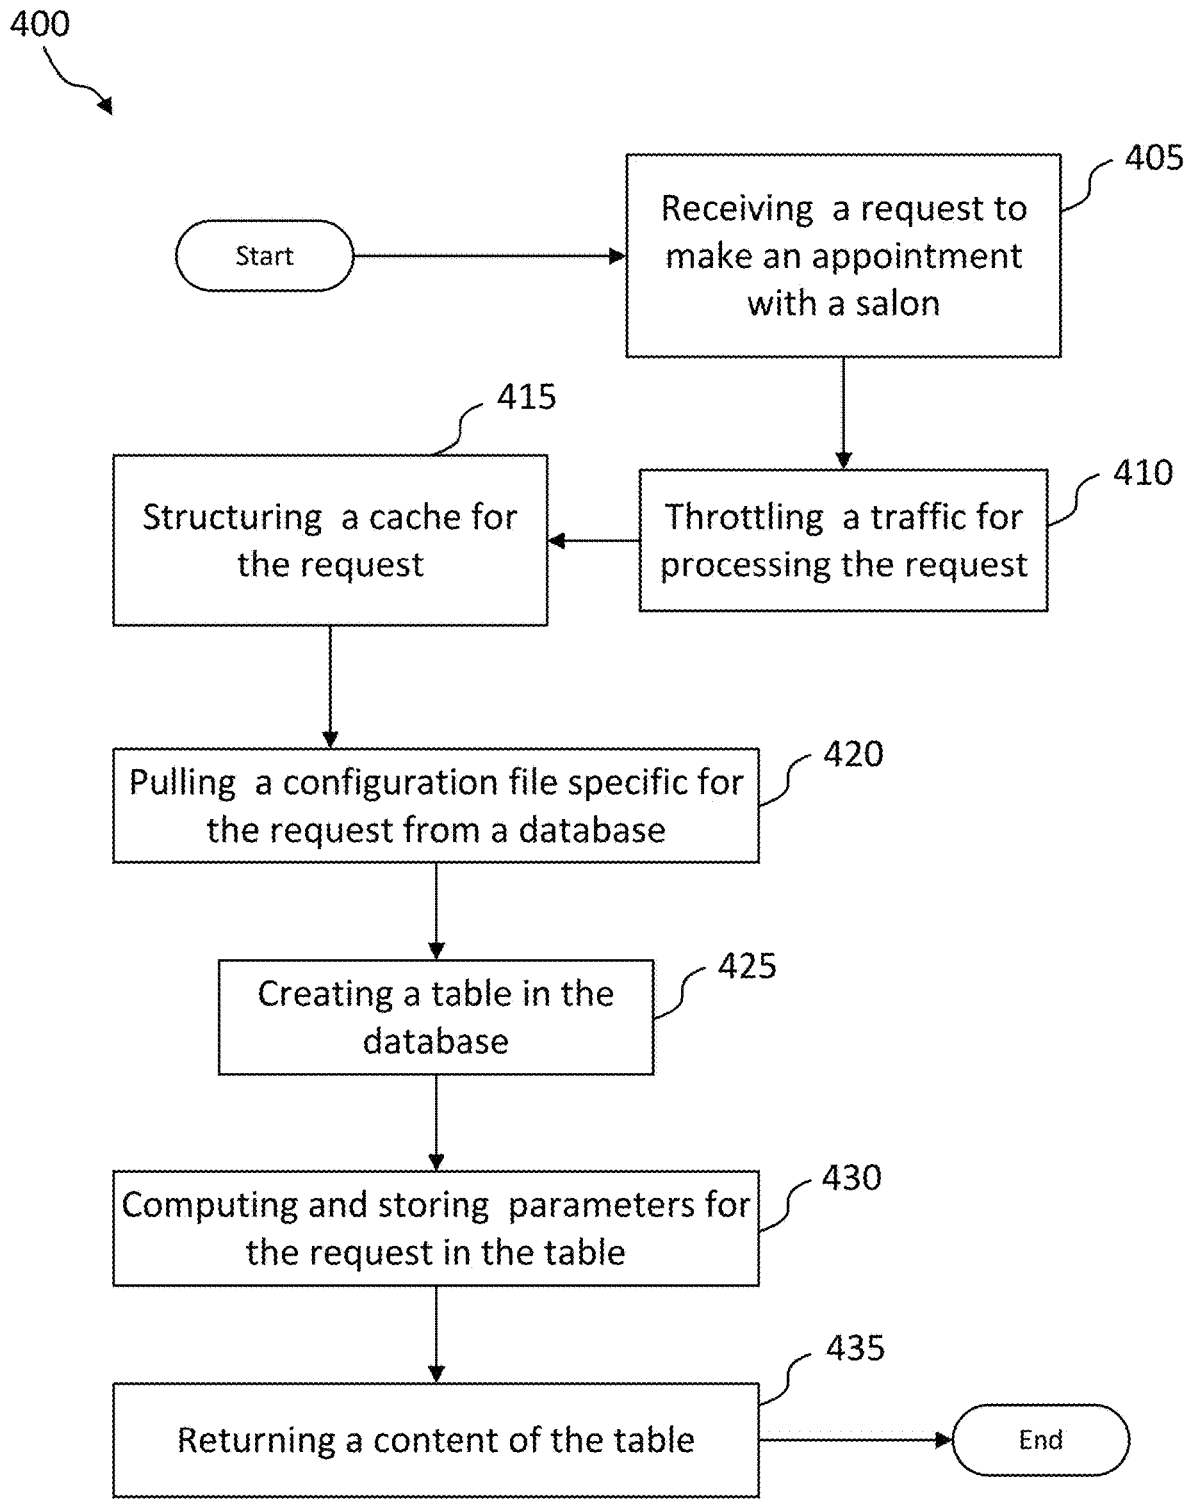 400
Start
405
Receiving a request to
make an appointment
with a salon
410
Throttling a traffic for
processing the request
415
Structuring a cache for
the request
420
Pulling a configuration file specific for
the request from a database
425
Creating a table in the
database
430
Computing and storing parameters for
the request in the table
435
Returning a content of the table
End